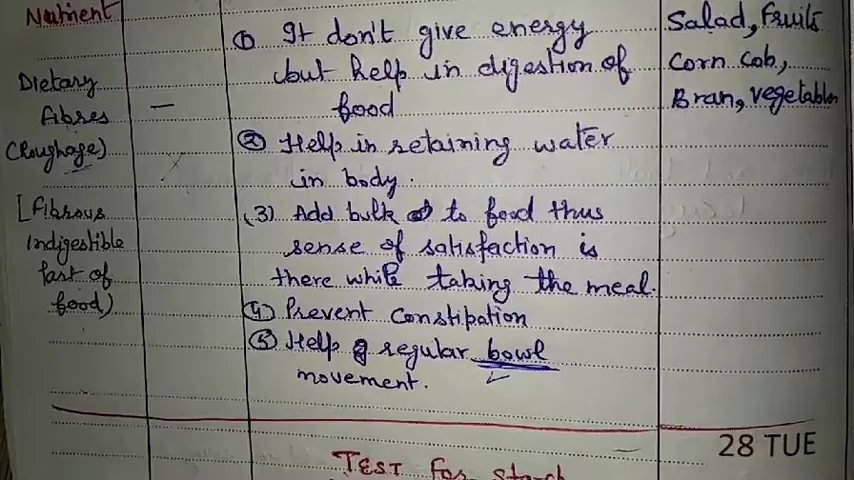 Nutrient
Dietary
Fibres
(Roughage)
[Fibrous
Indigestible
Part of
food)
—
① It don't give energy
but help in digestion of
food
② Help in retaining water
in body.
(3) Add bulk to food thus
sense of satisfaction is
there while taking the meal.
④ Prevent Constipation
⑤ Help regular bowl
movement.
Salad, Fruits
Corn Cob,
Bran, vegetables
28 TUE
TEST For Starch